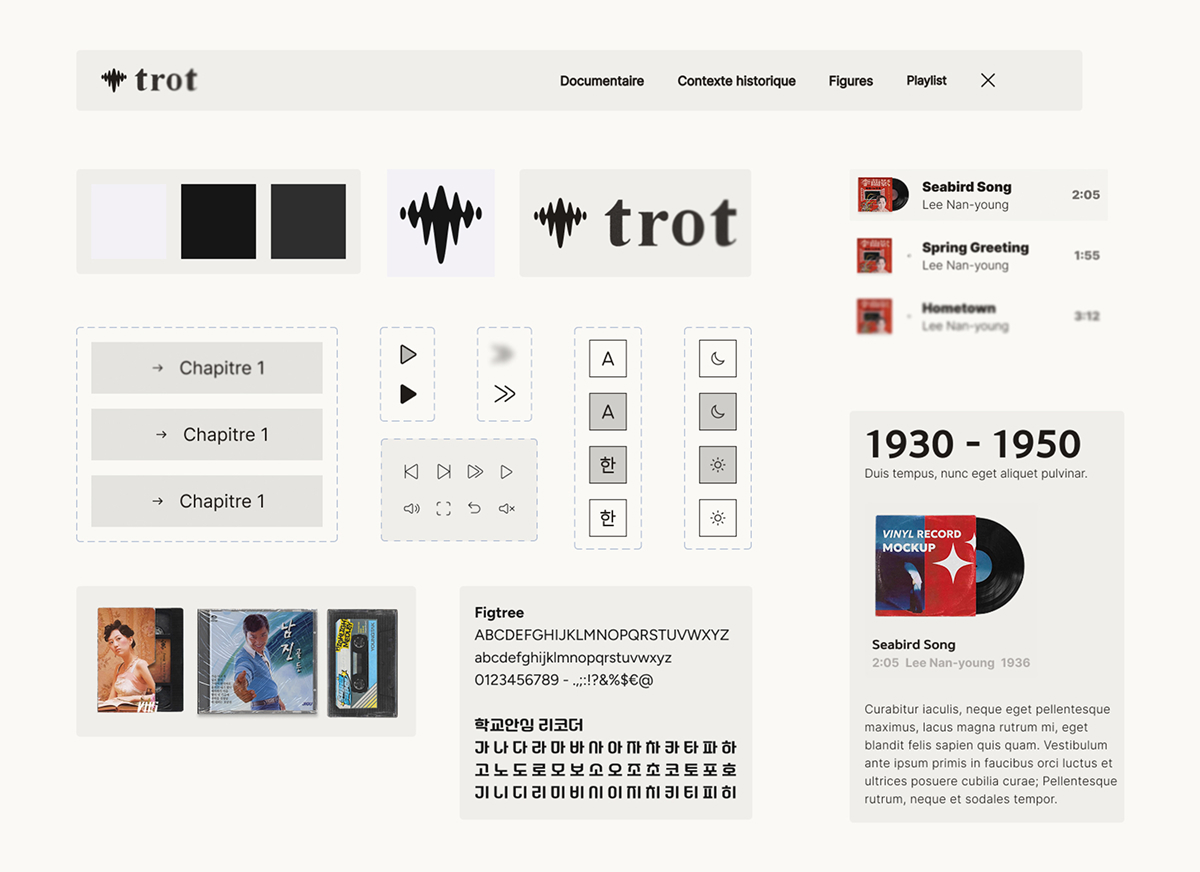 trot
Documentaire
Contexte historique
Figures
Playlist
trot
Seabird Song
Lee Nan-young
2:05
Spring Greeting
Lee Nan-young
1:55
Hometown
Lee Nan-young
3:12
→ Chapitre 1
→ Chapitre 1
→ Chapitre 1
A
A
한
한
1930 - 1950
Duis tempus, nunc eget aliquet pulvinar.
VINYL RECORD
MOCKUP
Seabird Song
2:05 Lee Nan-young 1936
Curabitur iaculis, neque eget pellentesque
maximus, lacus magna rutrum mi, eget
blandit felis sapien quis quam. Vestibulum
ante ipsum primis in faucibus orci luctus et
ultrices posuere cubilia curae; Pellentesque
rutrum, neque et sodales tempor.
남진
골드
Figtree
ABCDEFGHIJKLMNOPQRSTUVWXYZ
abcdefghijklmnopqrstuvwxyz
0123456789 - .,;:!?&%$€@
학교안심 리코더
가 나 다 라 마 바 사 아 자 차 카 타 파 하
고 노 도 로 모 보 소 오 조 초 코 토 포 호
기 니 디 리 미 비 시 이 지 치 키 티 피 히